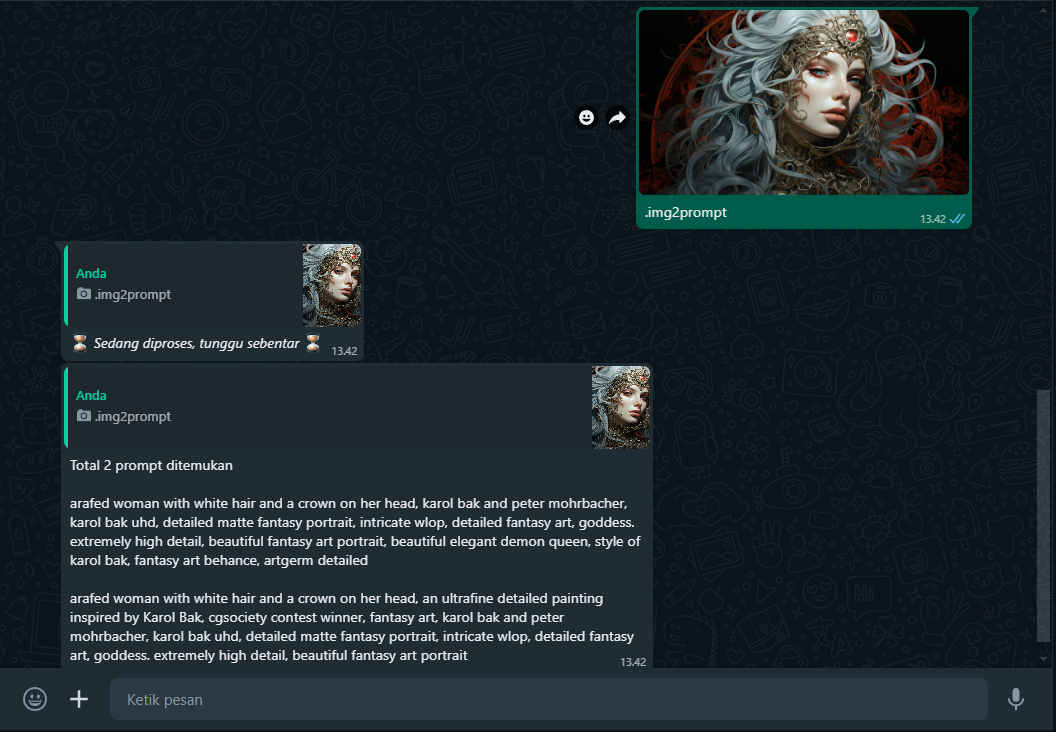 .img2prompt
13.42
Anda
.img2prompt
⏳ Sedang diproses, tunggu sebentar ⏳
13.42
Anda
.img2prompt
Total 2 prompt ditemukan
arafed woman with white hair and a crown on her head, karol bak and peter mohrbacher,
karol bak uhd, detailed matte fantasy portrait, intricate wlop, detailed fantasy art, goddess.
extremely high detail, beautiful fantasy art portrait, beautiful elegant demon queen, style of
karol bak, fantasy art behance, artgerm detailed
arafed woman with white hair and a crown on her head, an ultrafine detailed painting
inspired by Karol Bak, cgsociety contest winner, fantasy art, karol bak and peter
mohrbacher, karol bak uhd, detailed matte fantasy portrait, intricate wlop, detailed fantasy
art, goddess. extremely high detail, beautiful fantasy art portrait
13.42
Ketik pesan